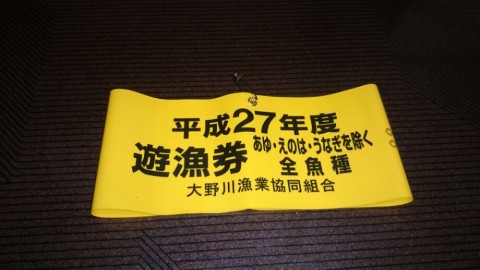 平成27年度
遊漁券 あゆ・えのは・うなぎを除く
全魚種
大野川漁業協同組合